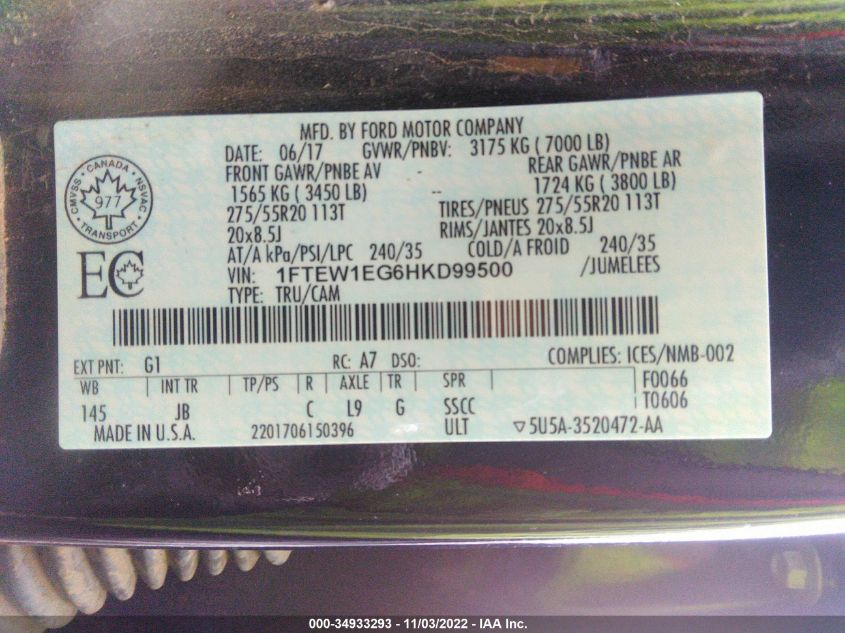 MFD. BY FORD MOTOR COMPANY
DATE: 06/17 GVWR/PNBV: 3175 KG ( 7000 LB)
FRONT GAWR/PNBE AV REAR GAWR/PNBE AR
1565 KG ( 3450 LB) -- 1724 KG ( 3800 LB)
275/55R20 113T TIRES/PNEUS 275/55R20 113T
20x8.5J RIMS/JANTES 20x8.5J
AT/A kPa/PSI/LPC 240/35 COLD/A FROID 240/35
VIN: 1FTEW1EG6HKD99500 /JUMELEES
TYPE: TRU/CAM
CMVSS · CANADA · NSVAC
977
TRANSPORT
EC
EXT PNT: G1 RC: A7 DSO: COMPLIES: ICES/NMB-002
WB INT TR TP/PS R AXLE TR SPR F0066
145 JB C L9 G SSCC T0606
MADE IN U.S.A. 2201706150396 ULT ▽5U5A-3520472-AA
000-34933293 - 11/03/2022 - IAA Inc.